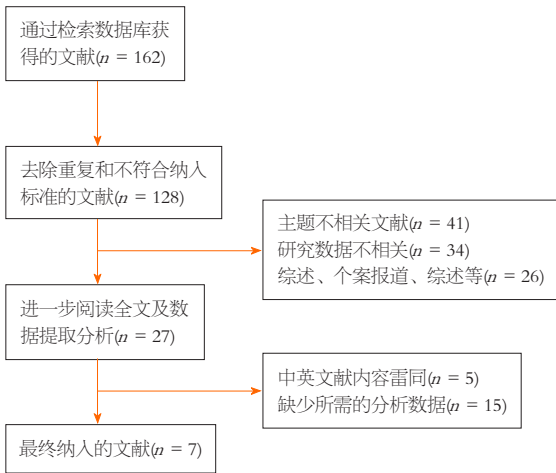 通过检索数据库获
得的文献(n = 162)
去除重复和不符合纳入
标准的文献(n = 128)
主题不相关文献(n = 41)
研究数据不相关(n = 34)
综述、个案报道、综述等(n = 26)
进一步阅读全文及数
据提取分析(n = 27)
中英文献内容雷同(n = 5)
缺少所需的分析数据(n = 15)
最终纳入的文献(n = 7)